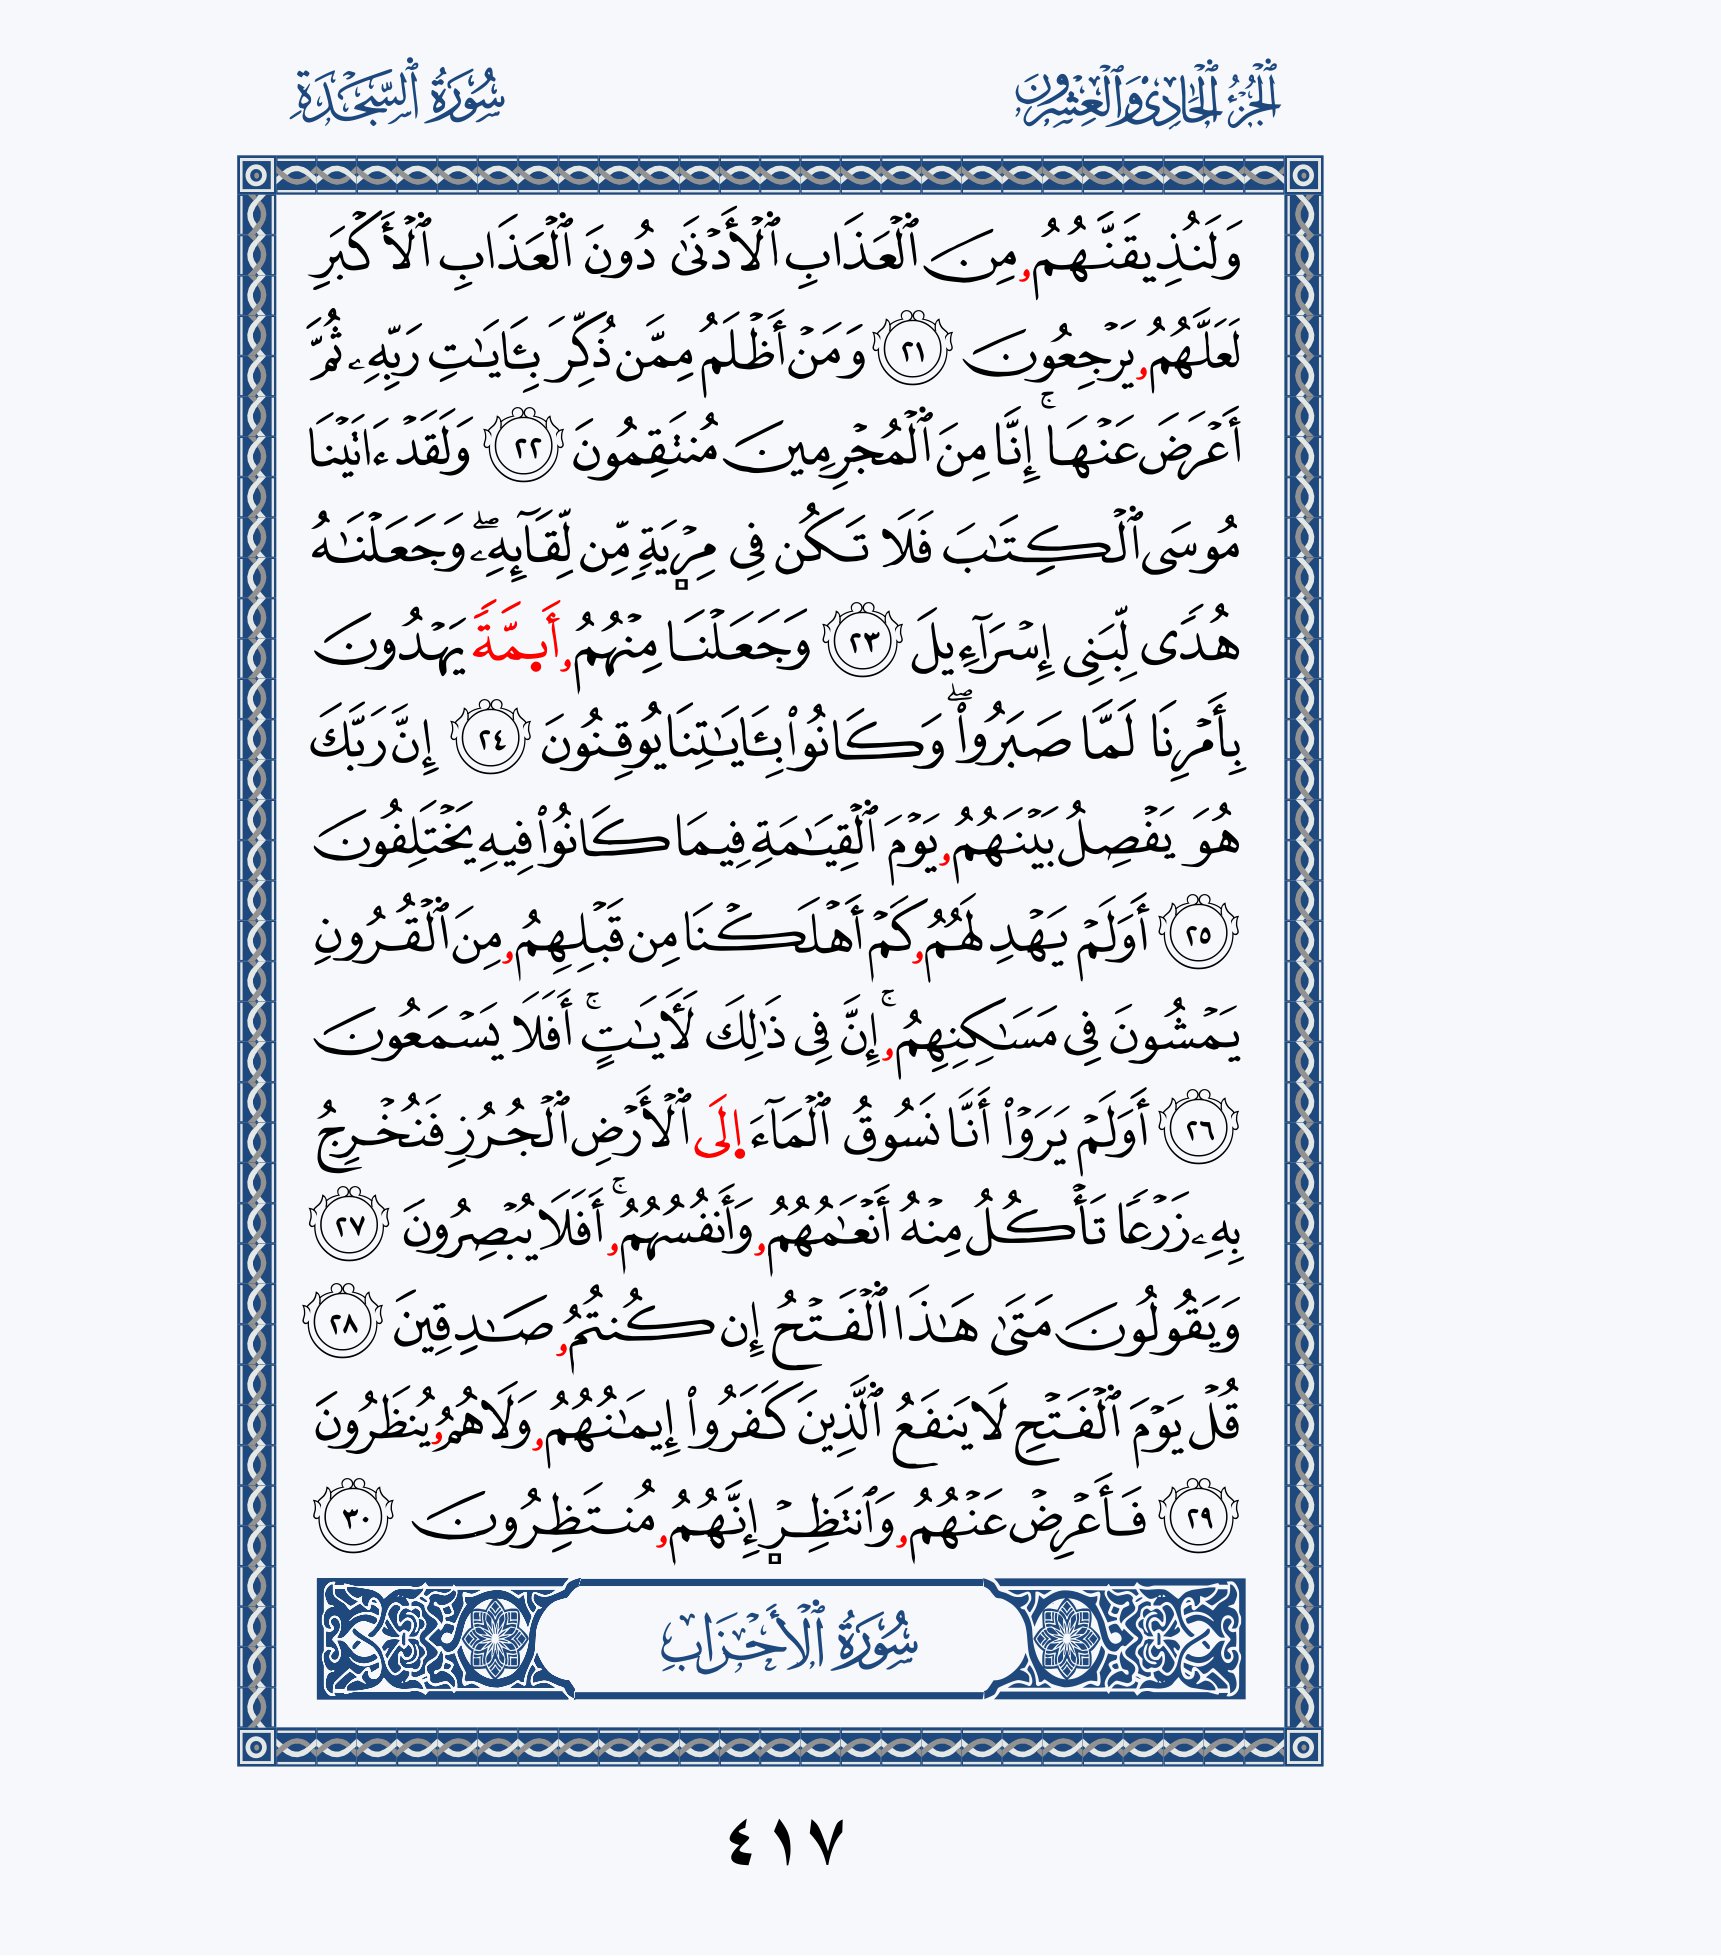 سُورَةُ ٱلسَّجْدَةِ
ٱلْجُزْءُ ٱلْحَادِى وَٱلْعِشْرُونَ
وَلَنُذِيقَنَّهُمُۥ مِنَ ٱلْعَذَابِ ٱلْأَدْنَىٰ دُونَ ٱلْعَذَابِ ٱلْأَكْبَرِ
لَعَلَّهُمُۥ يَرْجِعُونَ ٢١ وَمَنْ أَظْلَمُ مِمَّن ذُكِّرَ بِـَٔايَـٰتِ رَبِّهِۦ ثُمَّ
أَعْرَضَ عَنْهَآ ۚ إِنَّا مِنَ ٱلْمُجْرِمِينَ مُنتَقِمُونَ ٢٢ وَلَقَدْ ءَاتَيْنَا
مُوسَى ٱلْكِتَـٰبَ فَلَا تَكُن فِى مِرْيَةٍ مِّن لِّقَآئِهِۦ ۖ وَجَعَلْنَـٰهُ
هُدًى لِّبَنِىٓ إِسْرَٰٓءِيلَ ٢٣ وَجَعَلْنَا مِنْهُمُۥ أَىِٕمَّةً يَهْدُونَ
بِأَمْرِنَا لَمَّا صَبَرُوا۟ ۖ وَكَانُوا۟ بِـَٔايَـٰتِنَا يُوقِنُونَ ٢٤ إِنَّ رَبَّكَ
هُوَ يَفْصِلُ بَيْنَهُمُۥ يَوْمَ ٱلْقِيَـٰمَةِ فِيمَا كَانُوا۟ فِيهِ يَخْتَلِفُونَ
٢٥ أَوَلَمْ يَهْدِ لَهُمُۥ كَمْ أَهْلَكْنَا مِن قَبْلِهِمُۥ مِنَ ٱلْقُرُونِ
يَمْشُونَ فِى مَسَـٰكِنِهِمُۥ ۚ إِنَّ فِى ذَٰلِكَ لَـَٔايَـٰتٍ ۚ أَفَلَا يَسْمَعُونَ
٢٦ أَوَلَمْ يَرَوْا۟ أَنَّا نَسُوقُ ٱلْمَآءَ اِلَى ٱلْأَرْضِ ٱلْجُرُزِ فَنُخْرِجُ
بِهِۦ زَرْعًا تَأْكُلُ مِنْهُ أَنْعَـٰمُهُمُۥ وَأَنفُسُهُمُۥ ۚ أَفَلَا يُبْصِرُونَ ٢٧
وَيَقُولُونَ مَتَىٰ هَـٰذَا ٱلْفَتْحُ إِن كُنتُمُۥ صَـٰدِقِينَ ٢٨
قُلْ يَوْمَ ٱلْفَتْحِ لَا يَنفَعُ ٱلَّذِينَ كَفَرُوٓا۟ إِيمَـٰنُهُمُۥ وَلَا هُمُۥ يُنظَرُونَ
٢٩ فَأَعْرِضْ عَنْهُمُۥ وَٱنتَظِرْ إِنَّهُمُۥ مُنتَظِرُونَ ٣٠
سُورَةُ ٱلْأَحْزَابِ
٤١٧